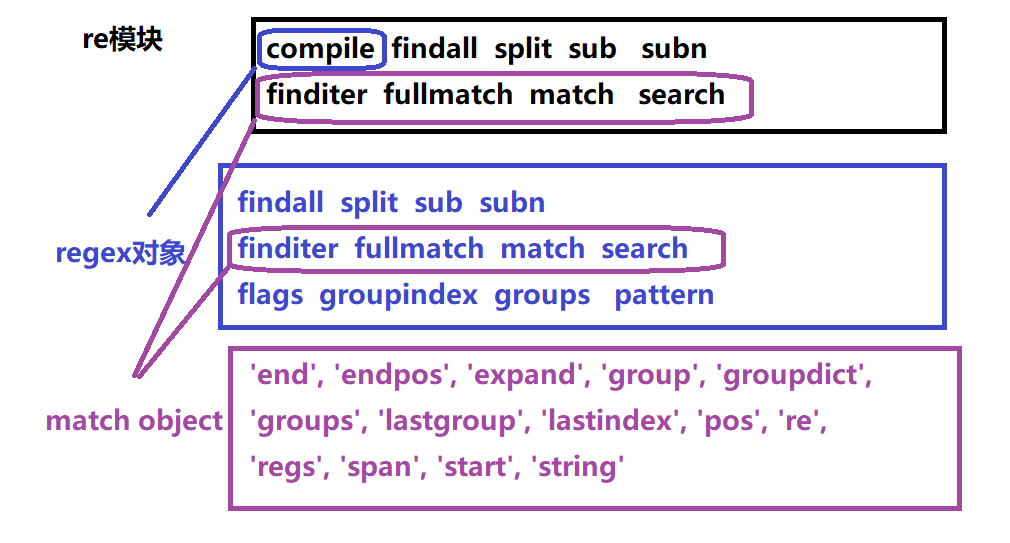 re模块
compile findall split sub subn
finditer fullmatch match search
findall split sub subn
regex对象
finditer fullmatch match search
flags groupindex groups pattern
'end', 'endpos', 'expand', 'group', 'groupdict',
match object
'groups', 'lastgroup', 'lastindex', 'pos', 're',
'regs', 'span', 'start', 'string'